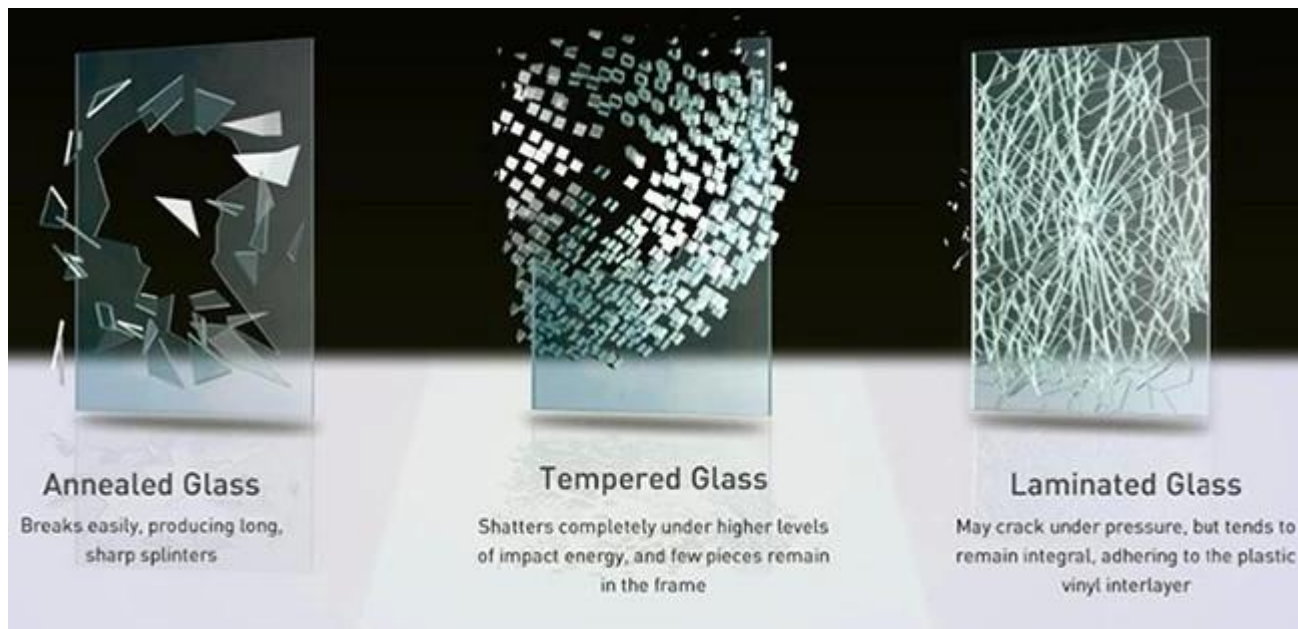 Annealed Glass
Breaks easily, producing long,
sharp splinters
Tempered Glass
Shatters completely under higher levels
of impact energy, and few pieces remain
in the frame
Laminated Glass
May crack under pressure, but tends to
remain integral, adhering to the plastic
vinyl interlayer